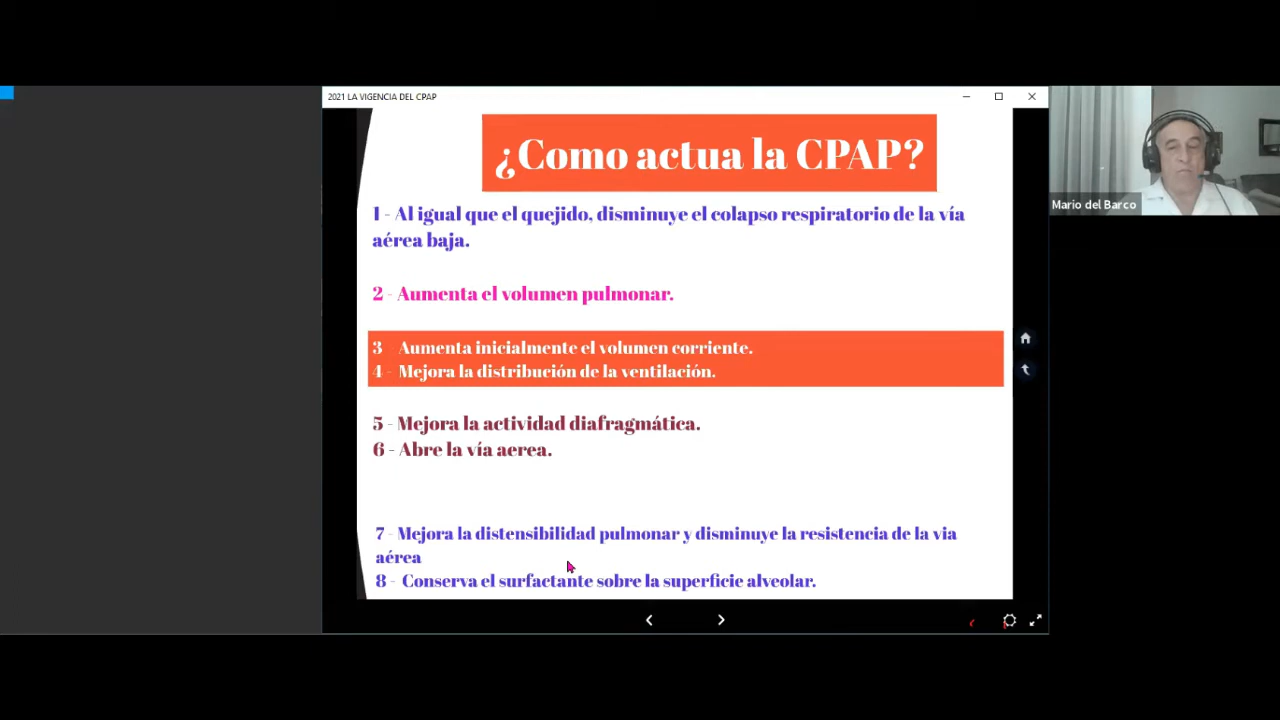 2021 LA VIGENCIA DEL CPAP
¿Como actua la CPAP?
Mario del Barco
1 - Al igual que el quejido, disminuye el colapso respiratorio de la vía
aérea baja.
2 - Aumenta el volumen pulmonar.
3 Aumenta inicialmente el volumen corriente.
4 - Mejora la distribución de la ventilación.
5 - Mejora la actividad diafragmática.
6 - Abre la vía aerea.
7 - Mejora la distensibilidad pulmonar y disminuye la resistencia de la via
aérea
8 - Conserva el surfactante sobre la superficie alveolar.